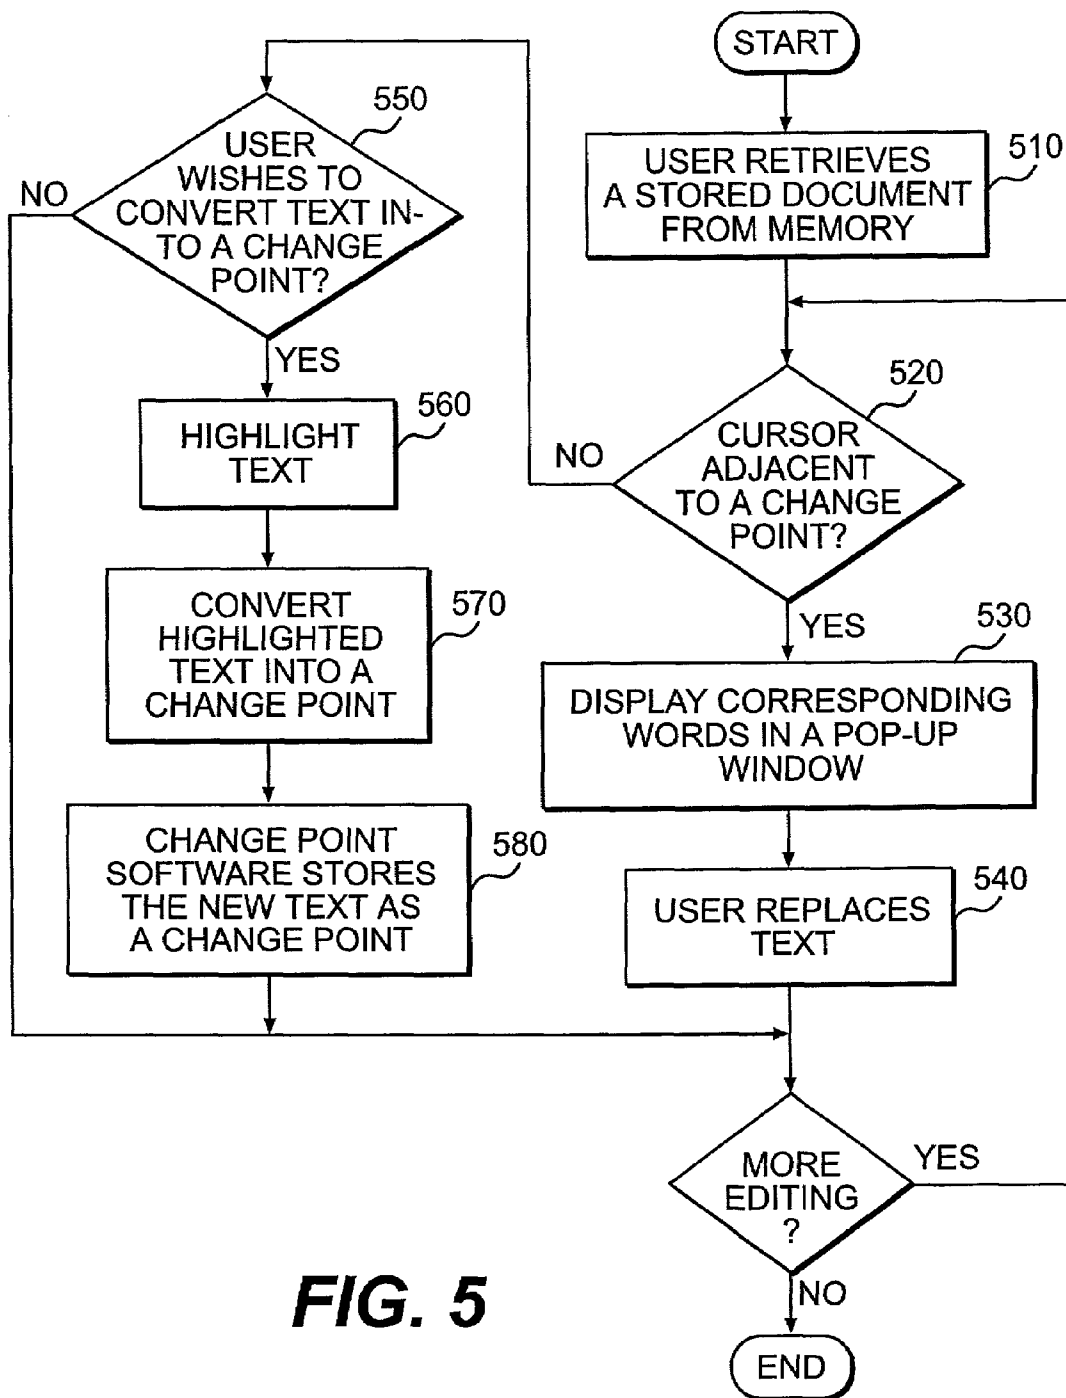 START
USER RETRIEVES
A STORED DOCUMENT
FROM MEMORY
510
CURSOR
ADJACENT
TO A CHANGE
POINT?
520
NO
YES
DISPLAY CORRESPONDING
WORDS IN A POP-UP
WINDOW
530
USER REPLACES
TEXT
540
USER
WISHES TO
CONVERT TEXT IN-
TO A CHANGE
POINT?
550
NO
YES
HIGHLIGHT
TEXT
560
CONVERT
HIGHLIGHTED
TEXT INTO A
CHANGE POINT
570
CHANGE POINT
SOFTWARE STORES
THE NEW TEXT AS
A CHANGE POINT
580
MORE
EDITING
?
YES
NO
END
FIG. 5